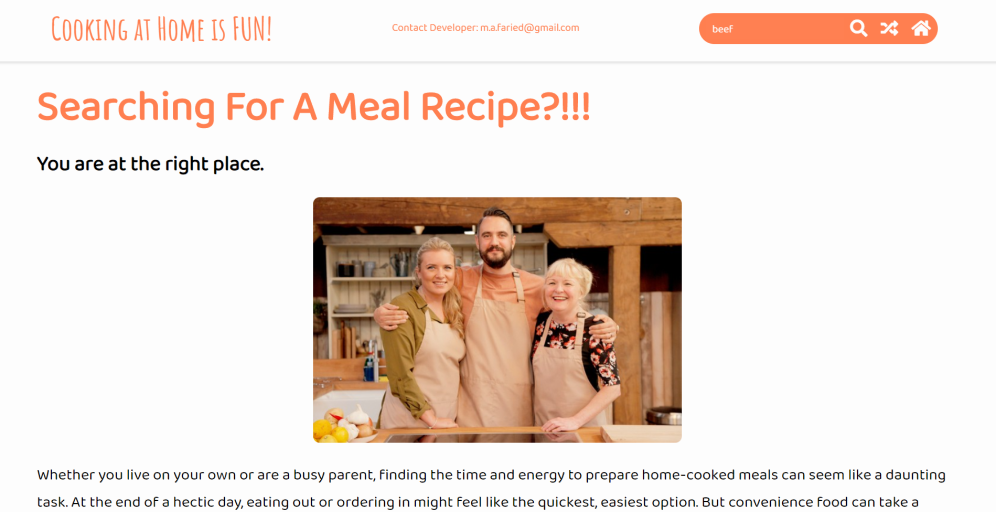 Cooking at Home is FUN!
Contact Developer: m.a.faried@gmail.com
beef
Searching For A Meal Recipe?!!!
You are at the right place.
Whether you live on your own or are a busy parent, finding the time and energy to prepare home-cooked meals can seem like a daunting
task. At the end of a hectic day, eating out or ordering in might feel like the quickest, easiest option. But convenience food can take a